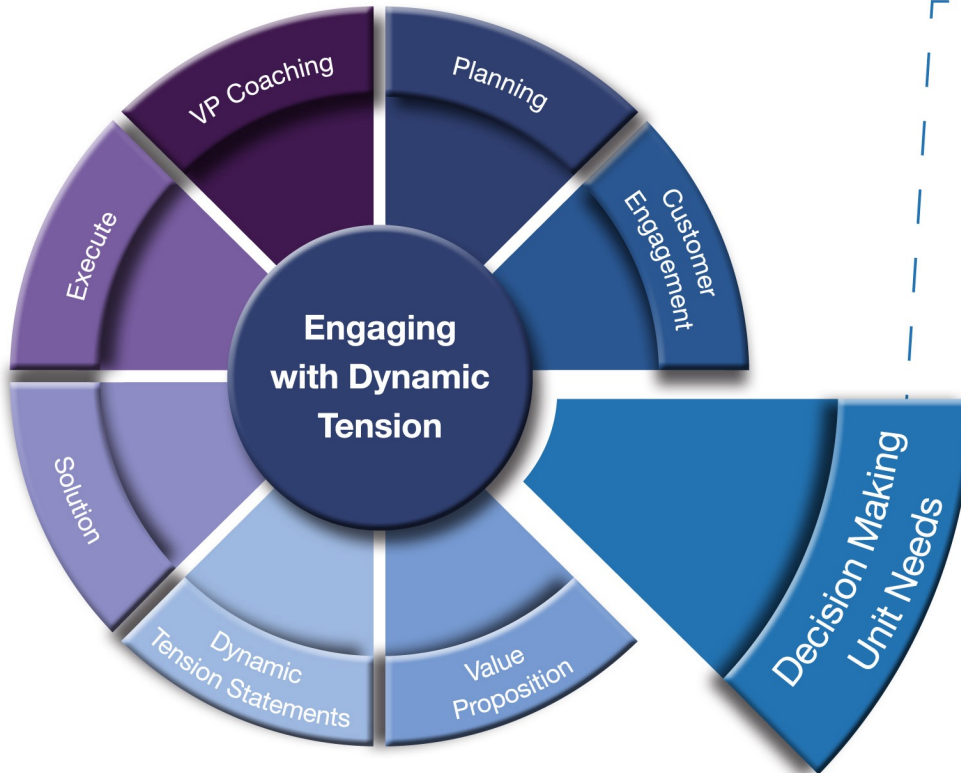 Engaging
with Dynamic
Tension
Planning
Customer
Engagement
Decision Making
Unit Needs
Value
Proposition
Dynamic
Tension Statements
Solution
Execute
VP Coaching